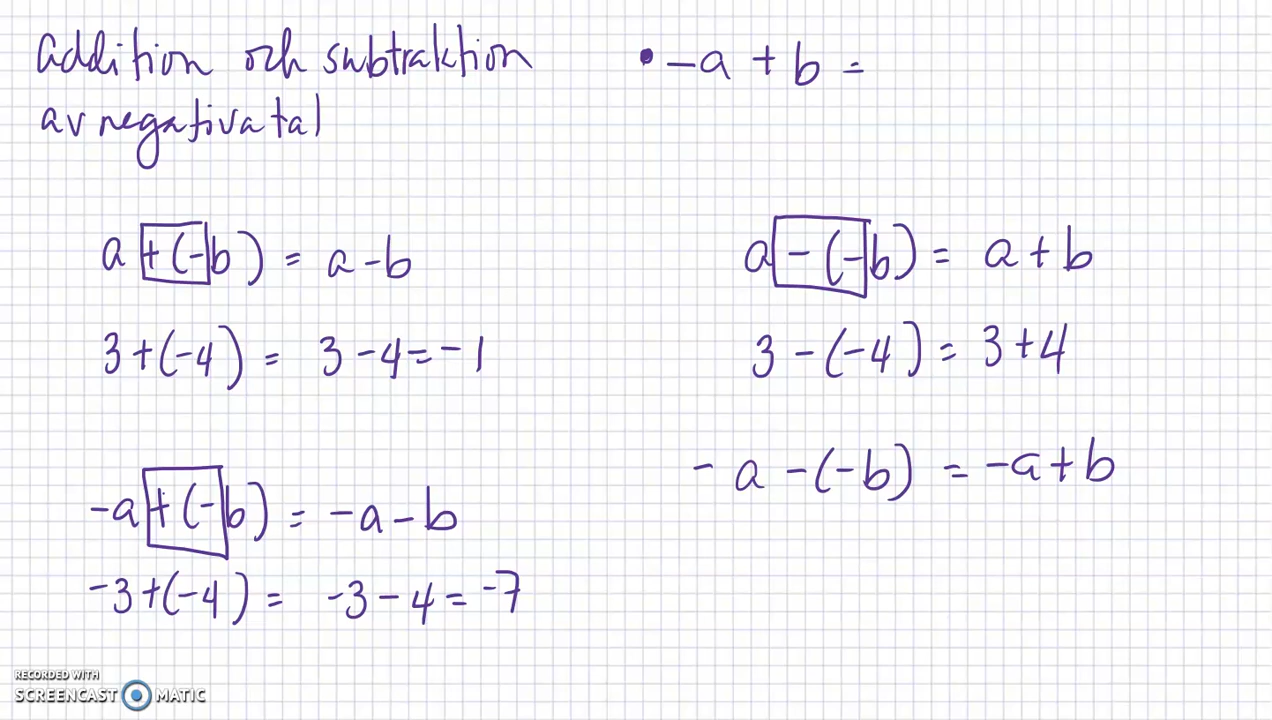 addition och subtraktion
av negativa tal
• -a + b =
a + (-b) = a - b
3 + (-4) = 3 - 4 = -1
-a + (-b) = -a - b
-3 + (-4) = -3 - 4 = -7
a - (-b) = a + b
3 - (-4) = 3 + 4
- a - (-b) = -a + b
RECORDED WITH
SCREENCAST MATIC